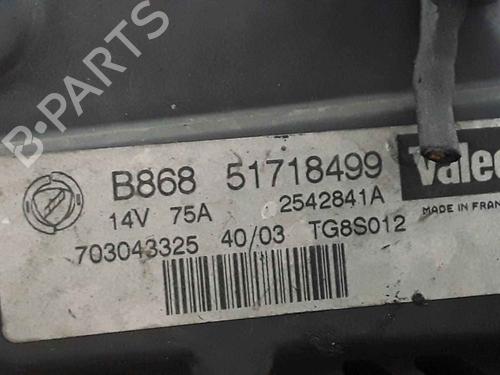 B-PARTS
B868 51718499 Valeo
14V 75A 2542841A
MADE IN FRAN
703043325 40/03 TG8S012